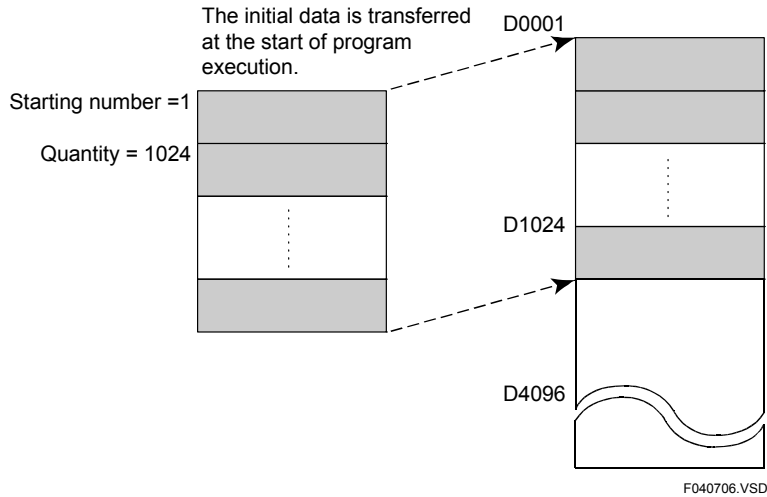 The initial data is transferred
at the start of program
execution.
D0001
Starting number =1
Quantity = 1024
D1024
D4096
F040706.VSD